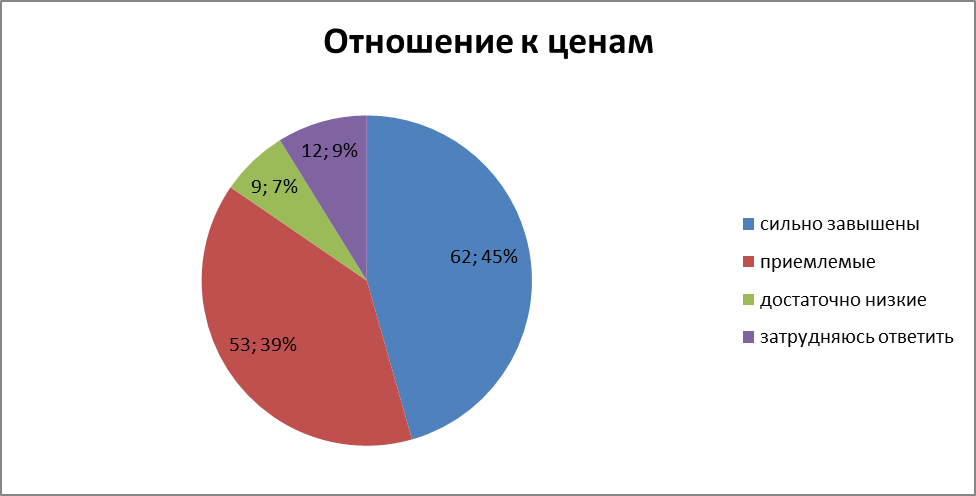 Отношение к ценам
12; 9%
9; 7%
62; 45%
53; 39%
сильно завышены
приемлемые
достаточно низкие
затрудняюсь ответить